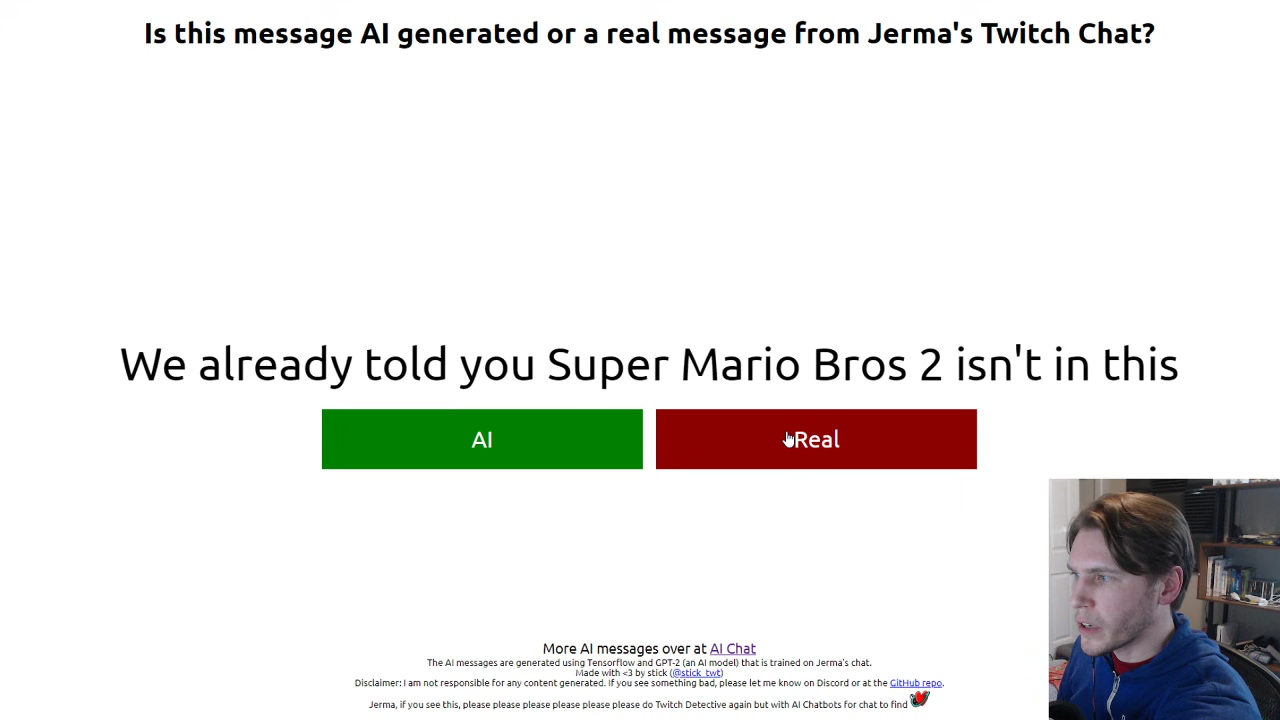 Is this message AI generated or a real message from Jerma's Twitch Chat?
We already told you Super Mario Bros 2 isn't in this
AI
Real
More AI messages over at AI Chat
The AI messages are generated using Tensorflow and GPT-2 (an AI model) that is trained on Jerma's chat.
Made with <3 by stick (@stick_twt)
Disclaimer: I am not responsible for any content generated. If you see something bad, please let me know on Discord or at the GitHub repo.
Jerma, if you see this, please please please please please please do Twitch Detective again but with AI Chatbots for chat to find